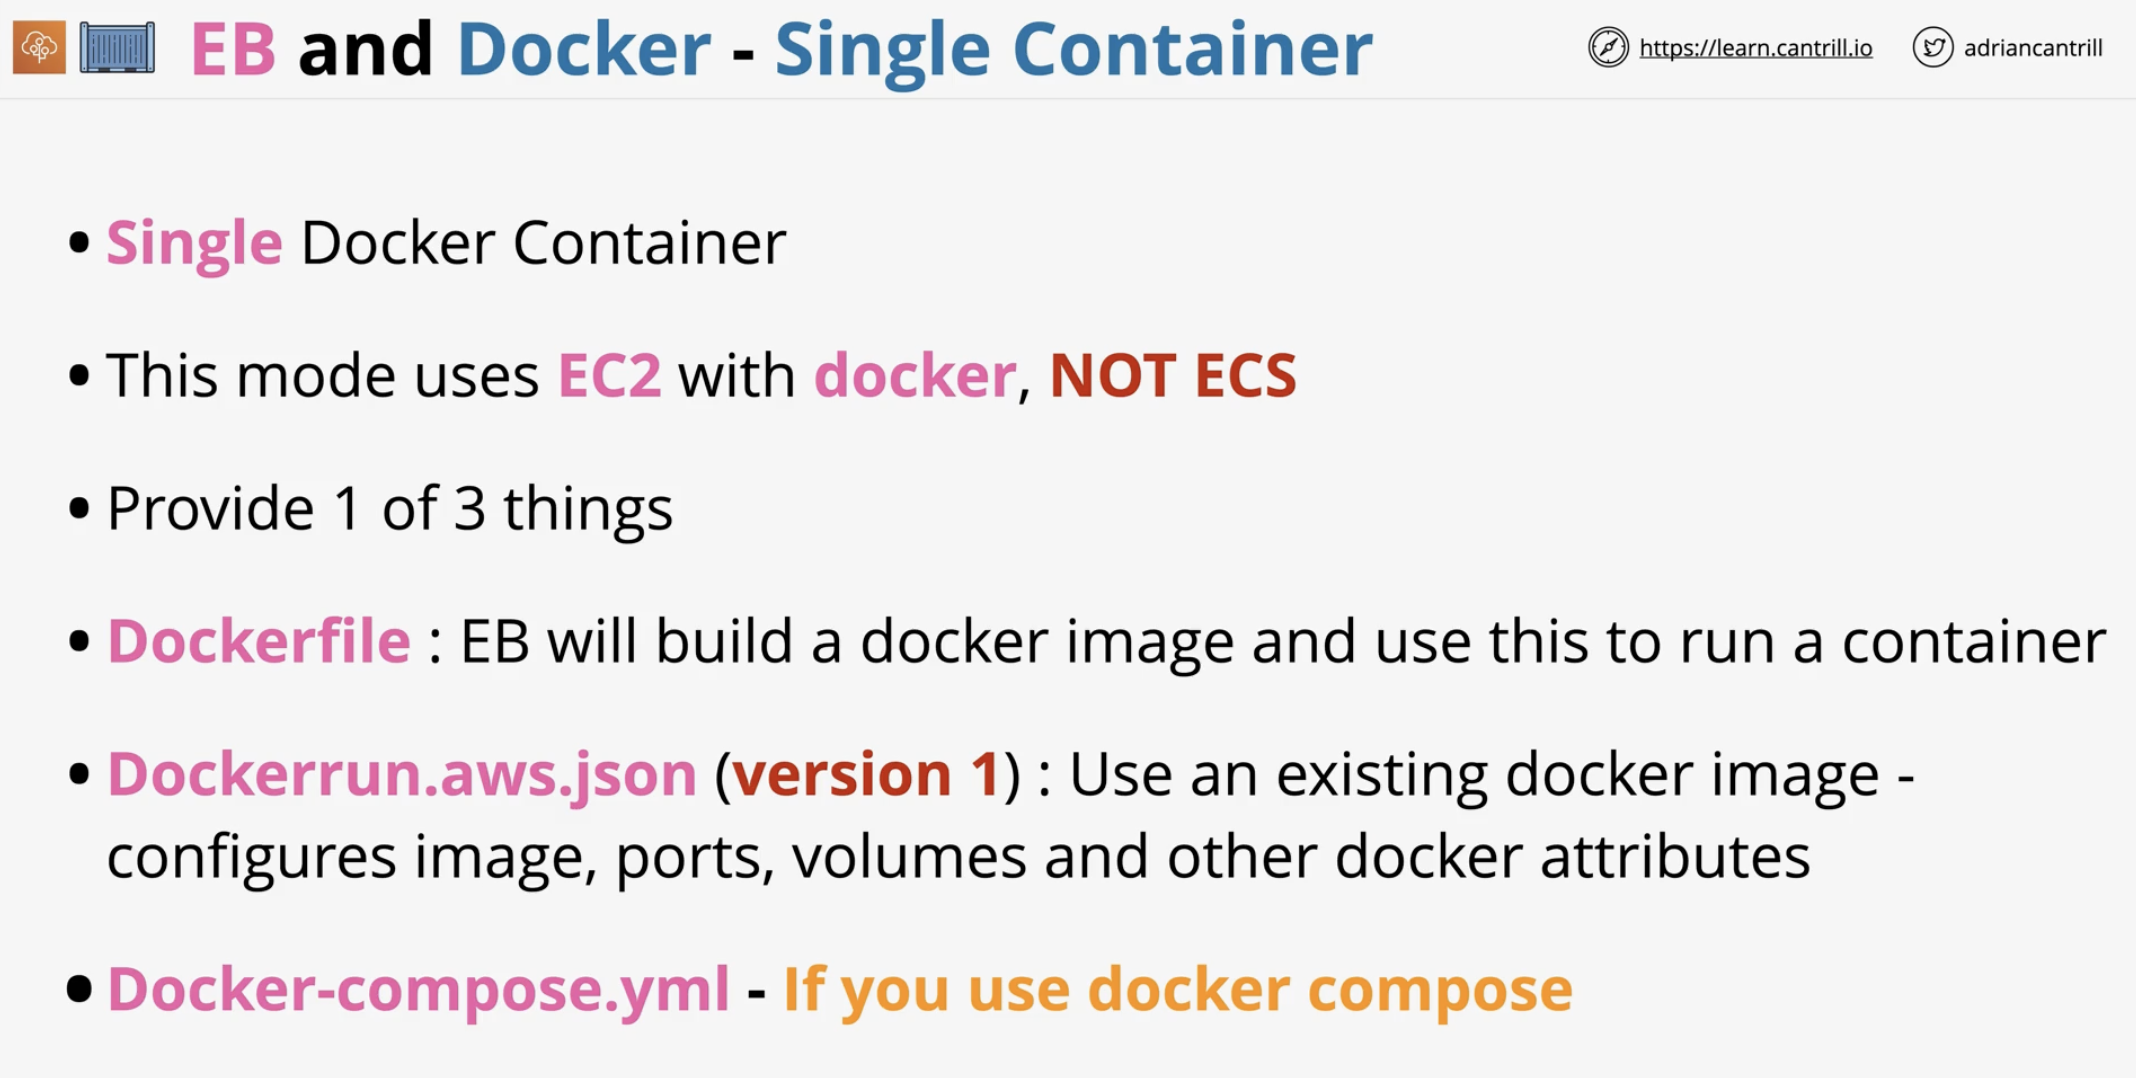 EB and Docker - Single Container
https://learn.cantrill.io
adriancantrill
• Single Docker Container
• This mode uses EC2 with docker, NOT ECS
• Provide 1 of 3 things
• Dockerfile : EB will build a docker image and use this to run a container
• Dockerrun.aws.json (version 1) : Use an existing docker image -
configures image, ports, volumes and other docker attributes
• Docker-compose.yml - If you use docker compose